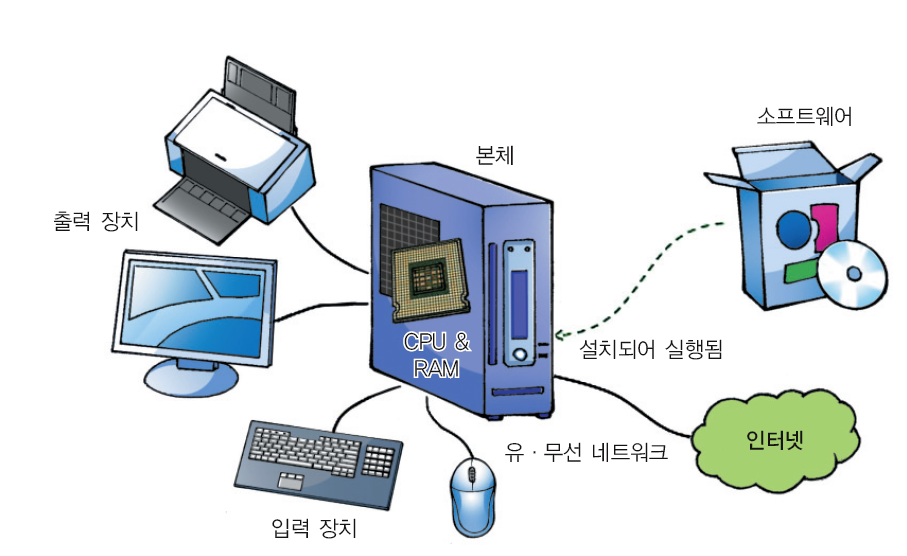 소프트웨어
본체
출력 장치
CPU &
RAM
설치되어 실행됨
인터넷
유·무선 네트워크
입력 장치